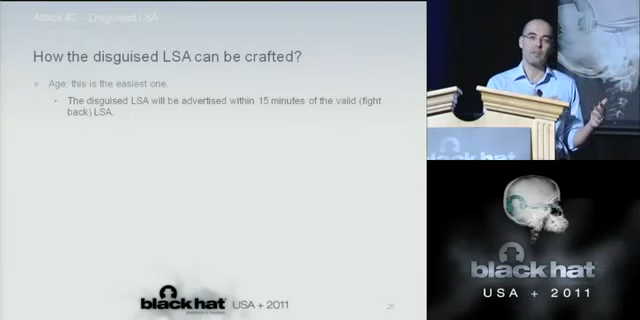 Attack #2 - Disguised LSA
How the disguised LSA can be crafted?
Age: this is the easiest one.
The disguised LSA will be advertised within 15 minutes of the valid (fight
back) LSA.
black hat USA + 2011
black hat
black hat
USA + 2011